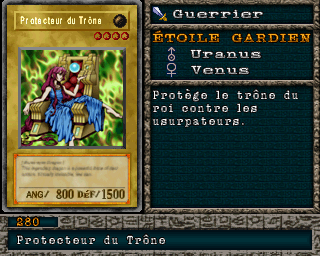 Protecteur du Trône
ANG/ 800 DÉF/1500
Guerrier
ÉTOILE GARDIEN
Uranus
Venus
Protège le trône du
roi contre les
usurpateurs.
280
Protecteur du Trône